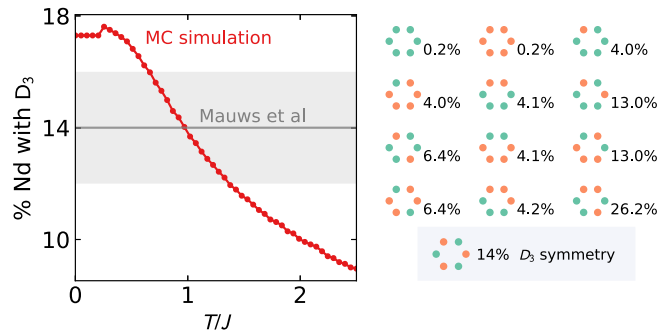 % Nd with D3
18
14
10
MC simulation
Mauws et al
0
1
2
T/J
0.2% 0.2% 4.0%
4.0% 4.1% 13.0%
6.4% 4.1% 13.0%
6.4% 4.2% 26.2%
14% D3 symmetry